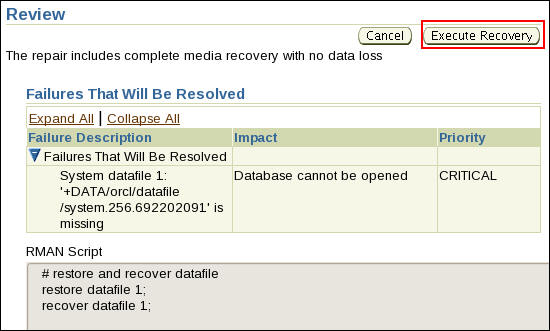 Review
Cancel Execute Recovery
The repair includes complete media recovery with no data loss
Failures That Will Be Resolved
Expand All | Collapse All
Failure Description Impact Priority
Failures That Will Be Resolved
System datafile 1: Database cannot be opened CRITICAL
'+DATA/orcl/datafile
/system.256.692202091' is
missing
RMAN Script
# restore and recover datafile
restore datafile 1;
recover datafile 1;